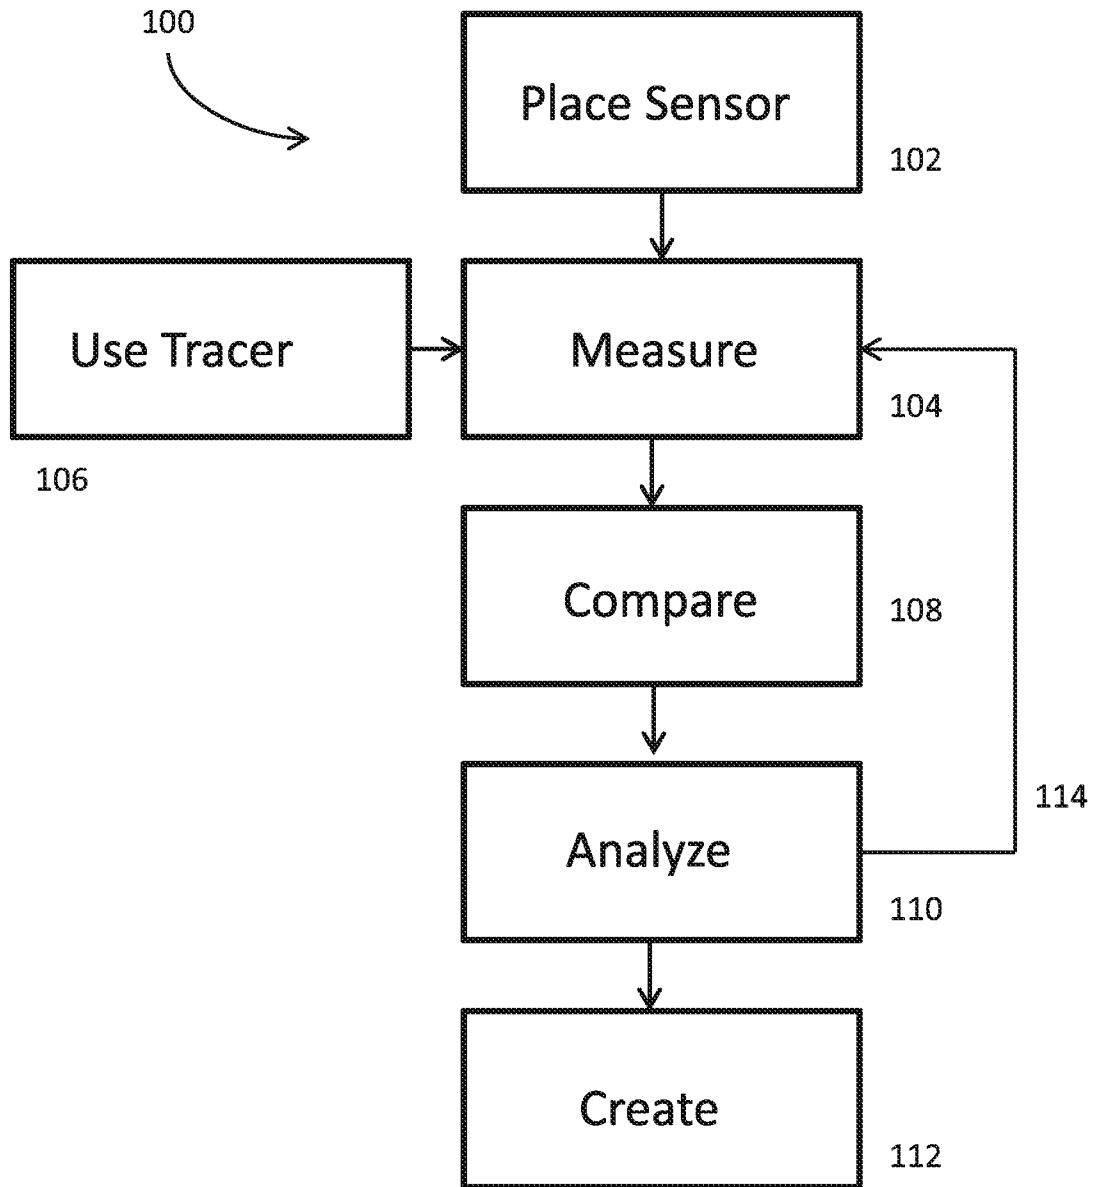 100
Place Sensor
102
Use Tracer
Measure
104
106
Compare
108
114
Analyze
110
Create
112